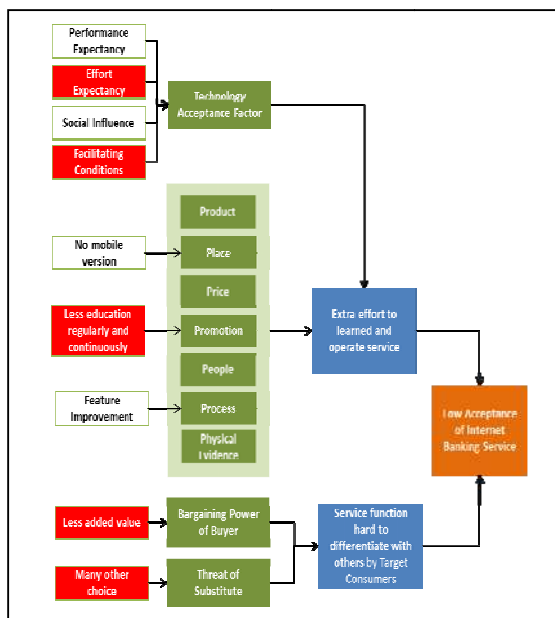 Performance
Expectancy
Effort
Expectancy
Social Influence
Facilitating
Conditions
Technology
Acceptance Factor
Product
No mobile
version
Place
Price
Less education
regularly and
continuously
Promotion
People
Feature
Improvement
Process
Physical
Evidence
Extra effort to
learned and
operate service
Low Acceptance
of Internet
Banking Service
Less added value
Bargaining Power
of Buyer
Many other
choice
Threat of
Substitute
Service function
hard to
differentiate with
others by Target
Consumers